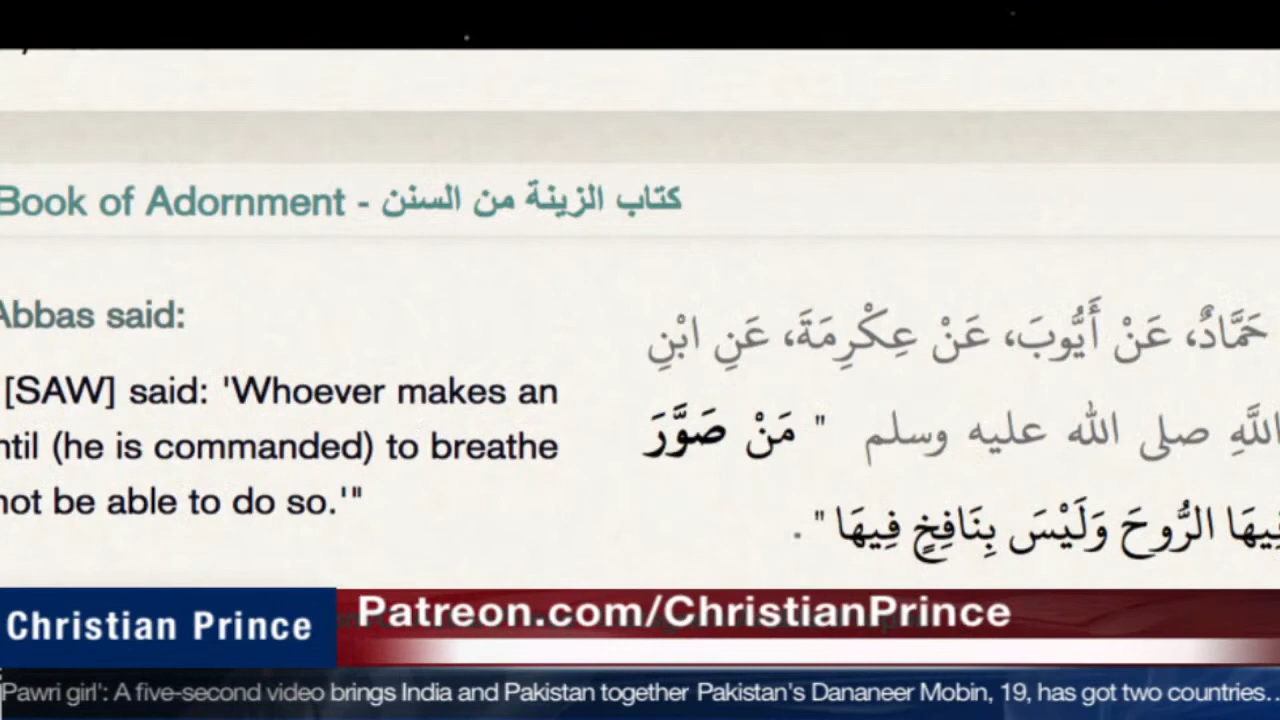 Book of Adornment - كتاب الزينة من السنن
Abbas said:
[SAW] said: 'Whoever makes an
ntil (he is commanded) to breathe
not be able to do so.'"
حَمَّادٌ، عَنْ أَيُّوبَ، عَنْ عِكْرِمَةَ، عَنِ ابْنِ
اللَّهِ صلى الله عليه وسلم " مَنْ صَوَّرَ
فِيهَا الرُّوحَ وَلَيْسَ بِنَافِخٍ فِيهَا " .
Christian Prince
Patreon.com/ChristianPrince
'Pawri girl': A five-second video brings India and Pakistan together Pakistan's Dananeer Mobin, 19, has got two countries...